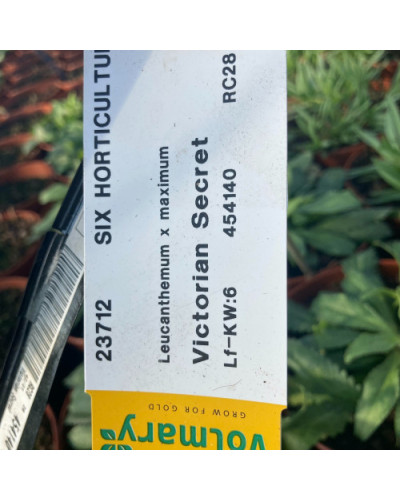 23712 SIX HORTICULTU
Leucanthemum x maximum
Victorian Secret
Lf-KW:6 454140 RC28
GROW FOR GOLD
volmary